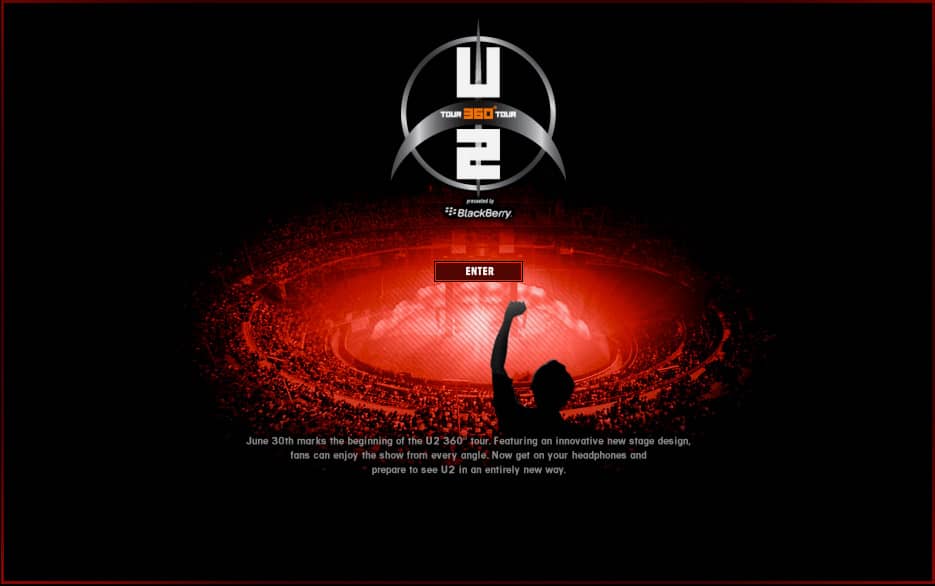 U
TOUR 360° TOUR
2
presented by
BlackBerry
ENTER
June 30th marks the beginning of the U2 360° tour. Featuring an innovative new stage design,
fans can enjoy the show from every angle. Now get on your headphones and
prepare to see U2 in an entirely new way.